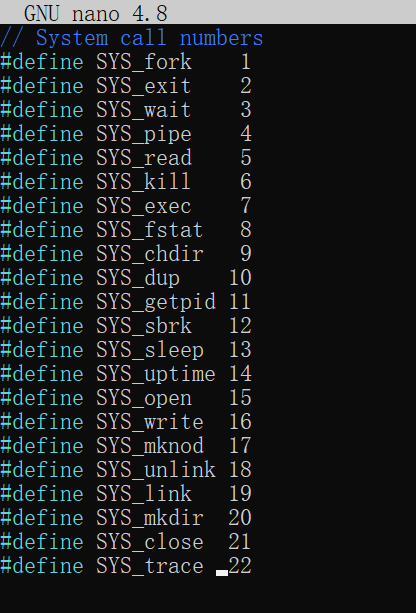 GNU nano 4.8
// System call numbers
#define SYS_fork    1
#define SYS_exit    2
#define SYS_wait    3
#define SYS_pipe    4
#define SYS_read    5
#define SYS_kill    6
#define SYS_exec    7
#define SYS_fstat   8
#define SYS_chdir   9
#define SYS_dup    10
#define SYS_getpid 11
#define SYS_sbrk   12
#define SYS_sleep  13
#define SYS_uptime 14
#define SYS_open   15
#define SYS_write  16
#define SYS_mknod  17
#define SYS_unlink 18
#define SYS_link   19
#define SYS_mkdir  20
#define SYS_close  21
#define SYS_trace  22